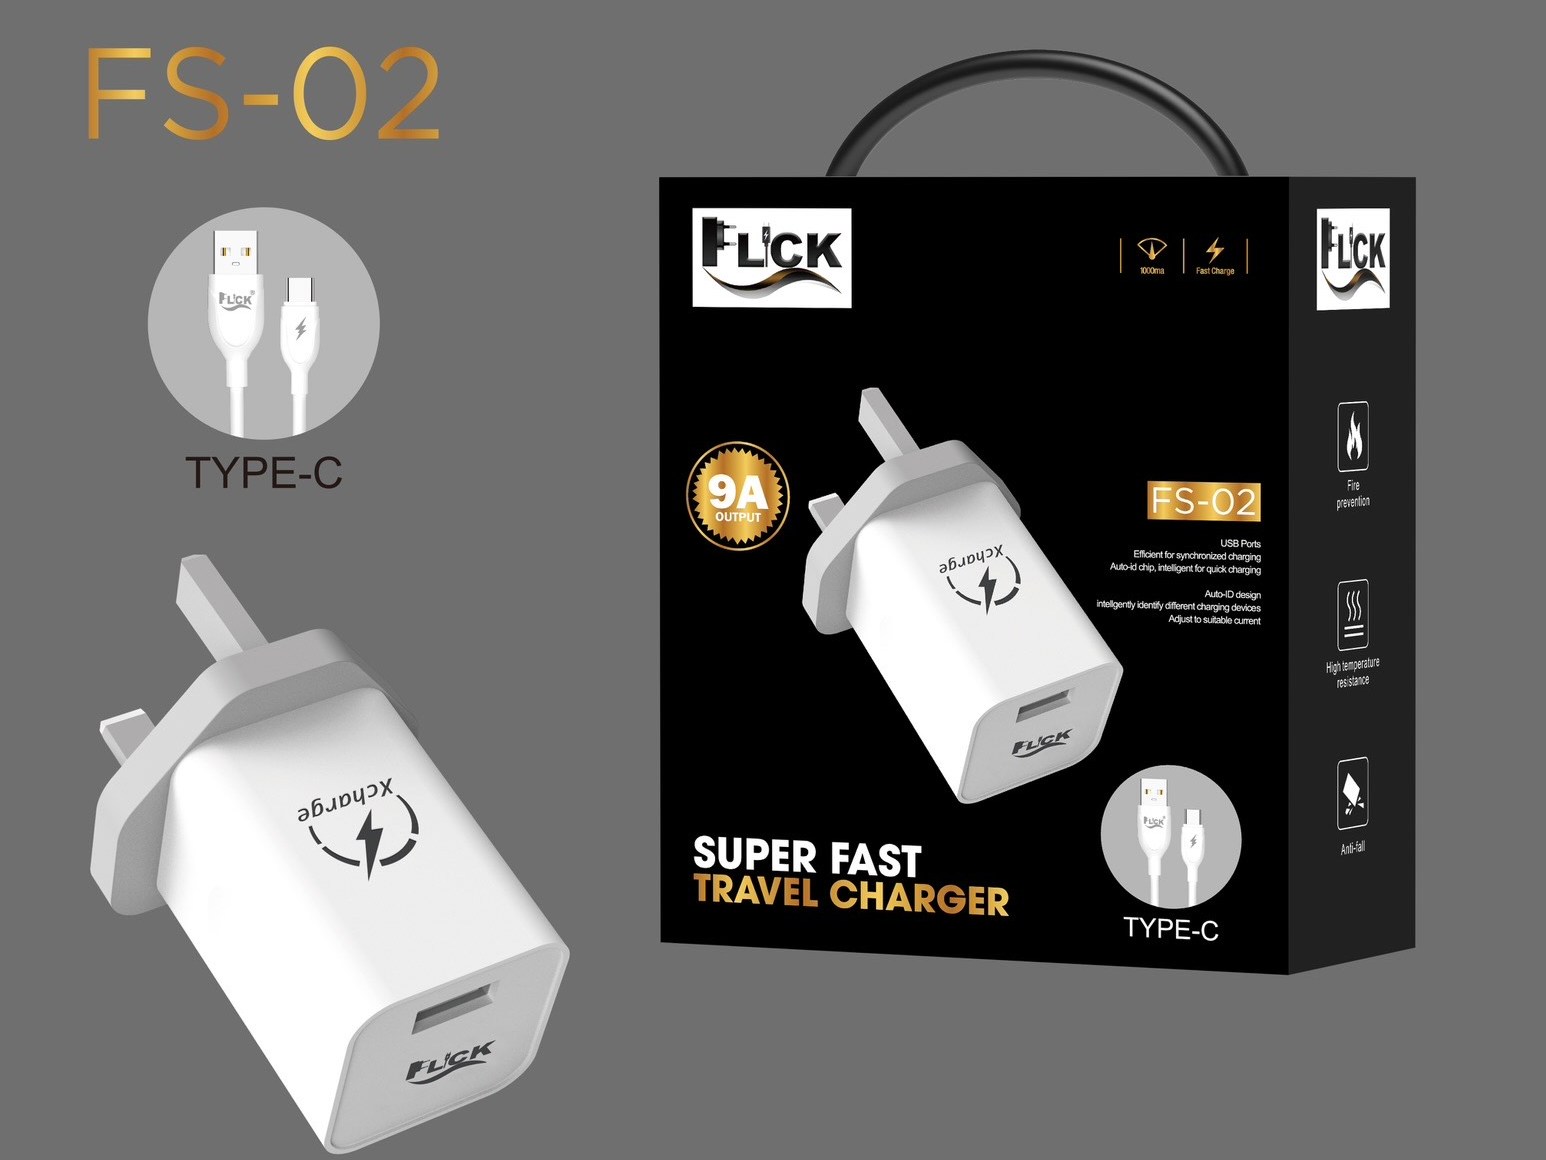 FS-02
FLICK
TYPE-C
Xcharge
FLICK
FLICK
1000ma
Fast Charge
9A
OUTPUT
Xcharge
FLICK
FS-02
USB Ports
Efficient for synchronized charging
Auto-id chip, intelligent for quick charging
Auto-ID design
intellgently identify different charging devices
Adjust to suitable current
SUPER FAST
TRAVEL CHARGER
FLICK
TYPE-C
FLICK
Fire
prevention
High temperature
resistance
Anti-fall